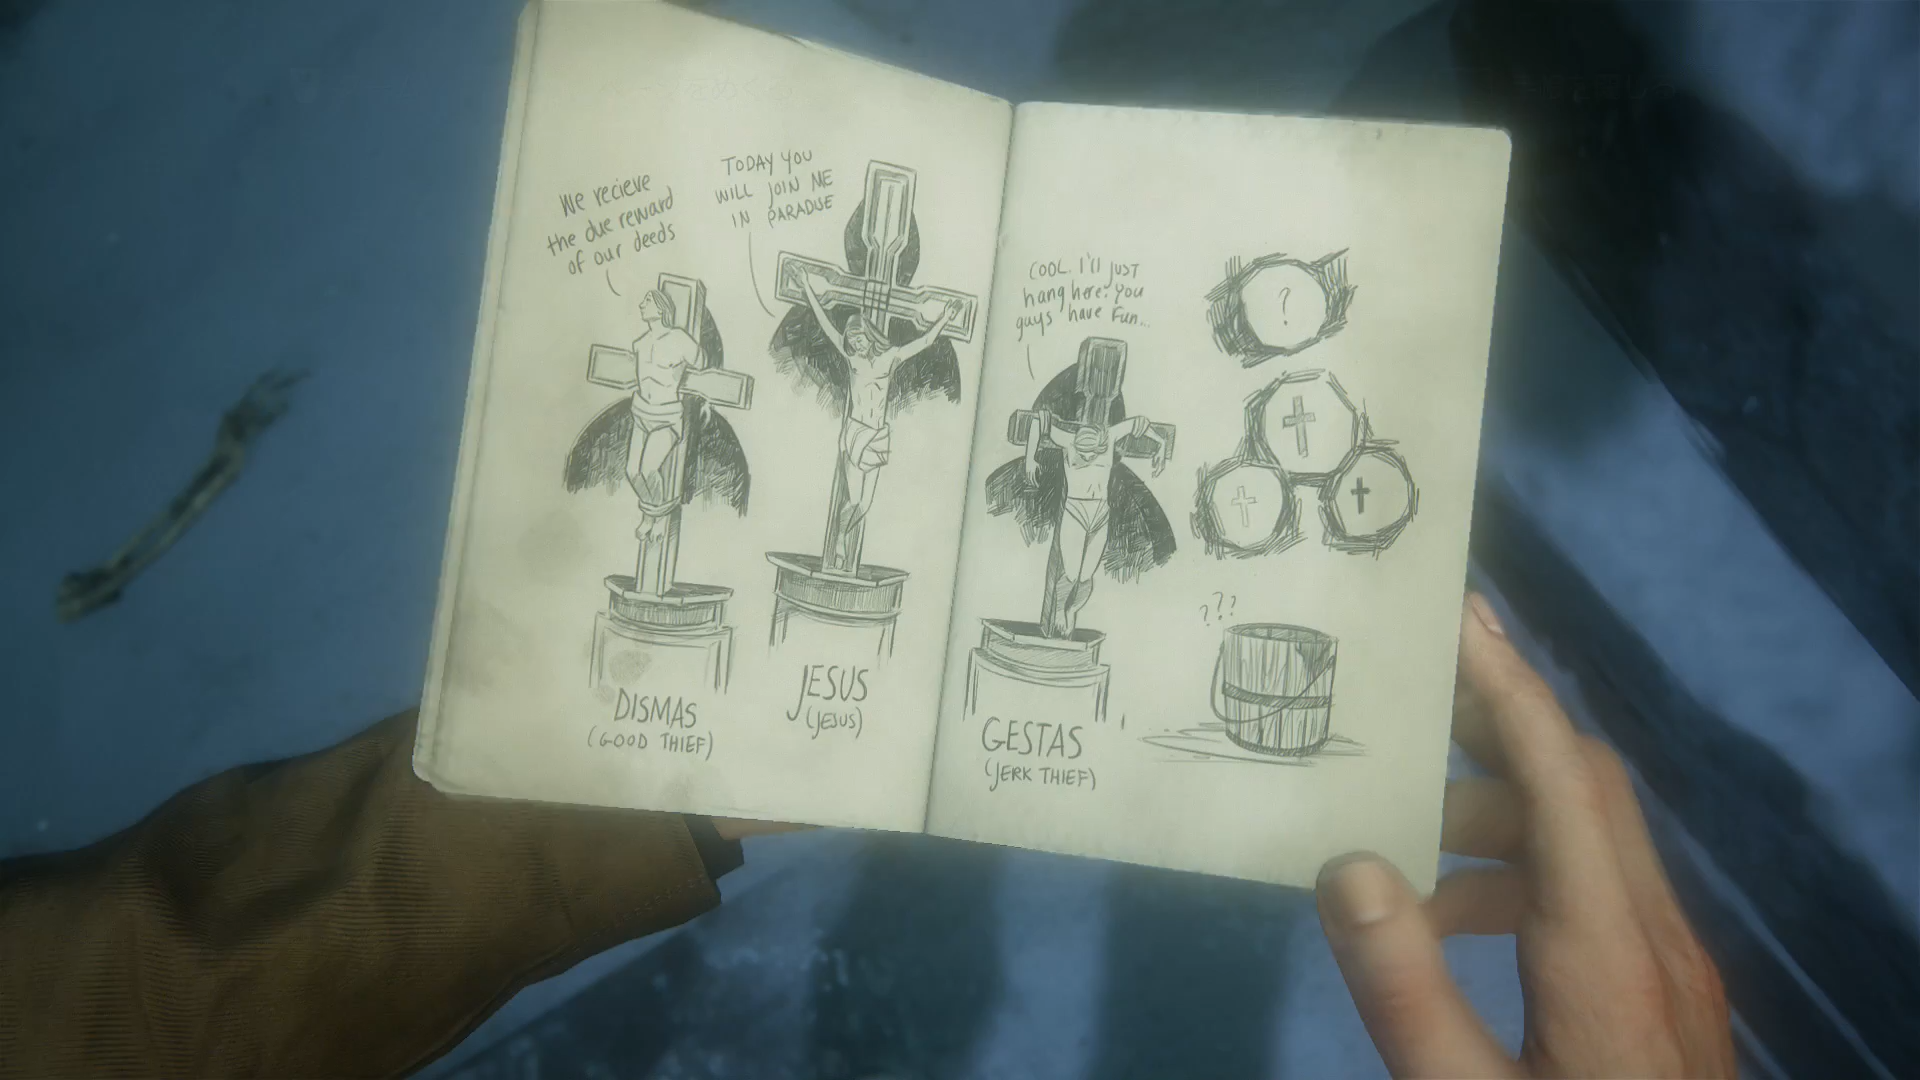 We recieve
the due reward
of our deeds
TODAY YOU
WILL JOIN ME
IN PARADISE
COOL. I'll JUST
hang here. You
guys have fun...
?
???
DISMAS
(GOOD THIEF)
JESUS
(JESUS)
GESTAS
(JERK THIEF)